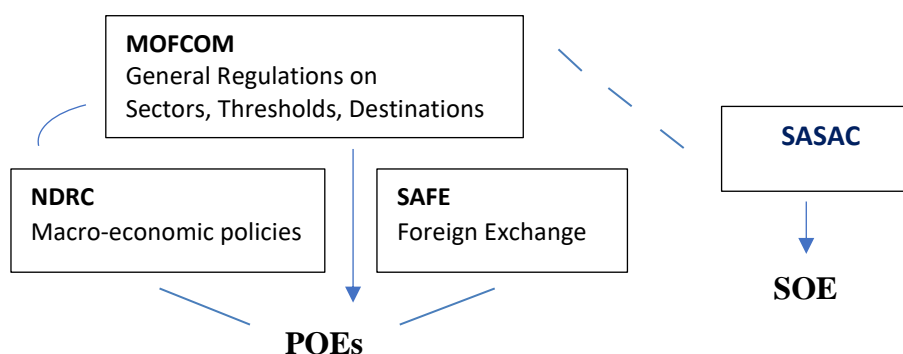 MOFCOM
General Regulations on
Sectors, Thresholds, Destinations
SASAC
NDRC
Macro-economic policies
SAFE
Foreign Exchange
SOE
POEs